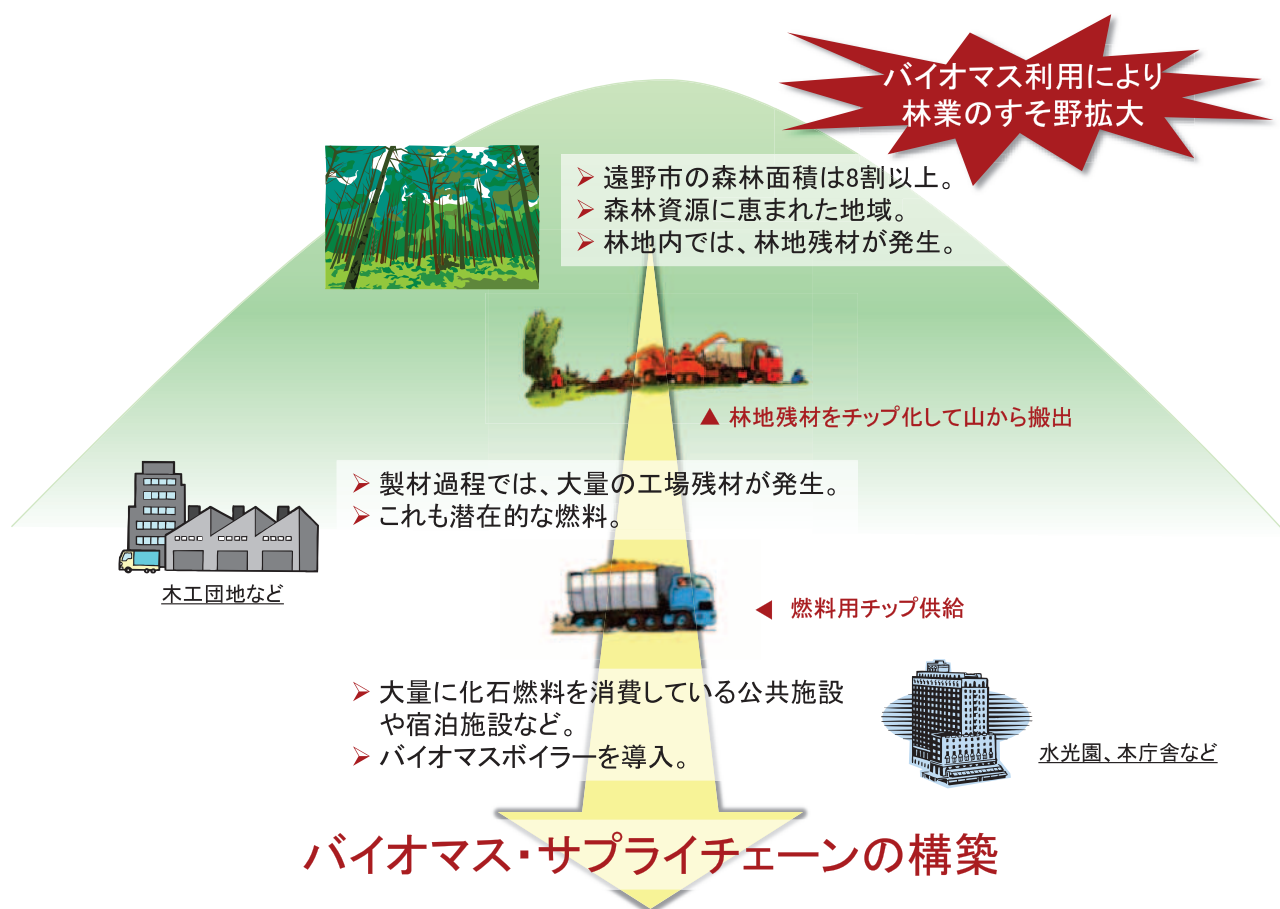 バイオマス利用により
林業のすそ野拡大
➢ 遠野市の森林面積は8割以上。
➢ 森林資源に恵まれた地域。
➢ 林地内では、林地残材が発生。
▲ 林地残材をチップ化して山から搬出
➢ 製材過程では、大量の工場残材が発生。
➢ これも潜在的な燃料。
木工団地など
◀ 燃料用チップ供給
➢ 大量に化石燃料を消費している公共施設
や宿泊施設など。
➢ バイオマスボイラーを導入。
水光園、本庁舎など
バイオマス・サプライチェーンの構築